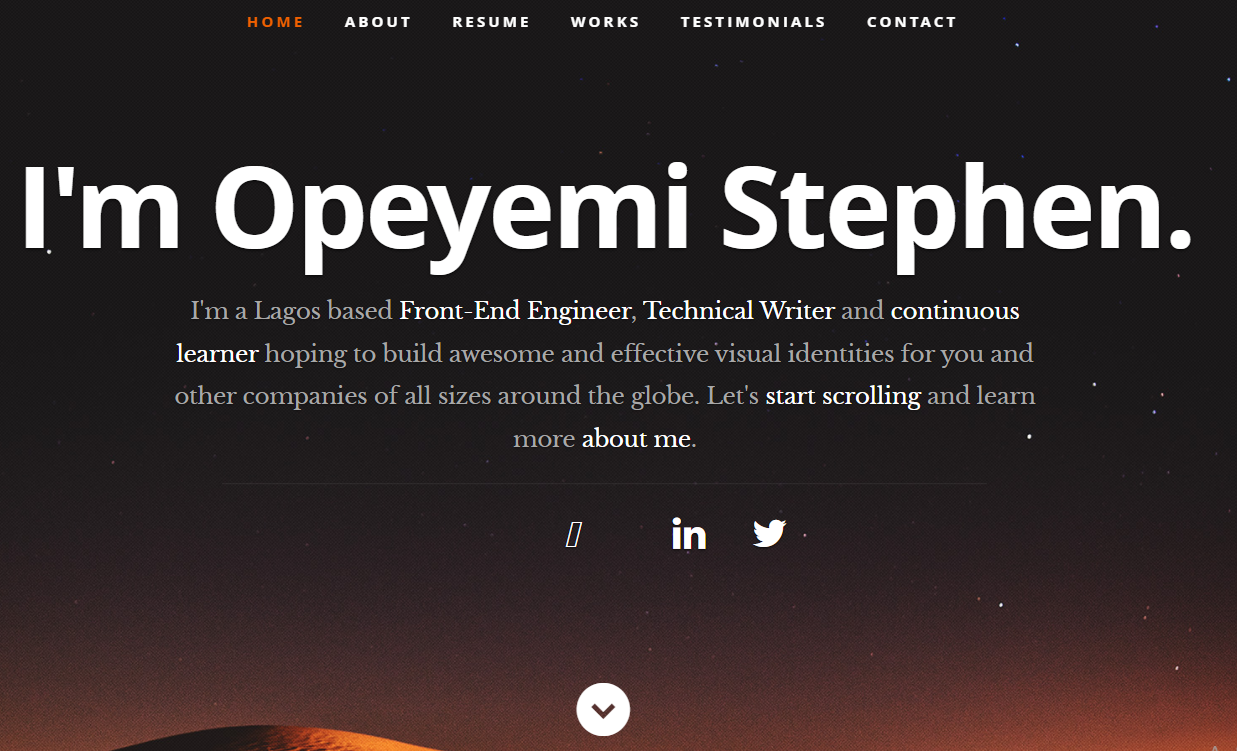 HOME ABOUT RESUME WORKS TESTIMONIALS CONTACT
I'm Opeyemi Stephen.
I'm a Lagos based Front-End Engineer, Technical Writer and continuous
learner hoping to build awesome and effective visual identities for you and
other companies of all sizes around the globe. Let's start scrolling and learn
more about me.
in